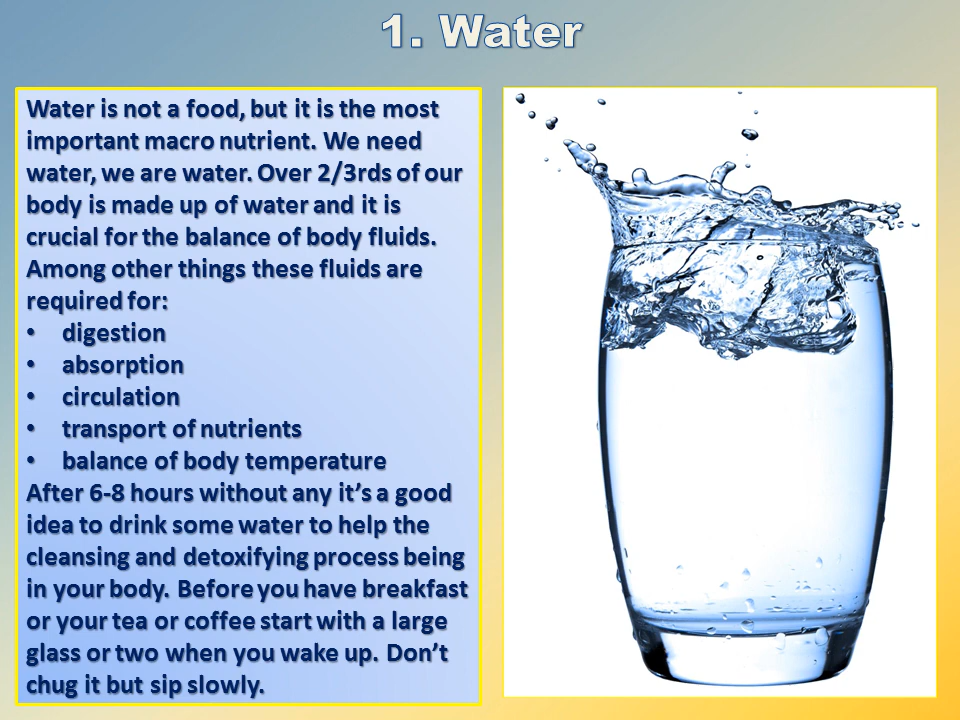 1. Water
Water is not a food, but it is the most
important macro nutrient. We need
water, we are water. Over 2/3rds of our
body is made up of water and it is
crucial for the balance of body fluids.
Among other things these fluids are
required for:
• digestion
• absorption
• circulation
• transport of nutrients
• balance of body temperature
After 6-8 hours without any it’s a good
idea to drink some water to help the
cleansing and detoxifying process being
in your body. Before you have breakfast
or your tea or coffee start with a large
glass or two when you wake up. Don’t
chug it but sip slowly.